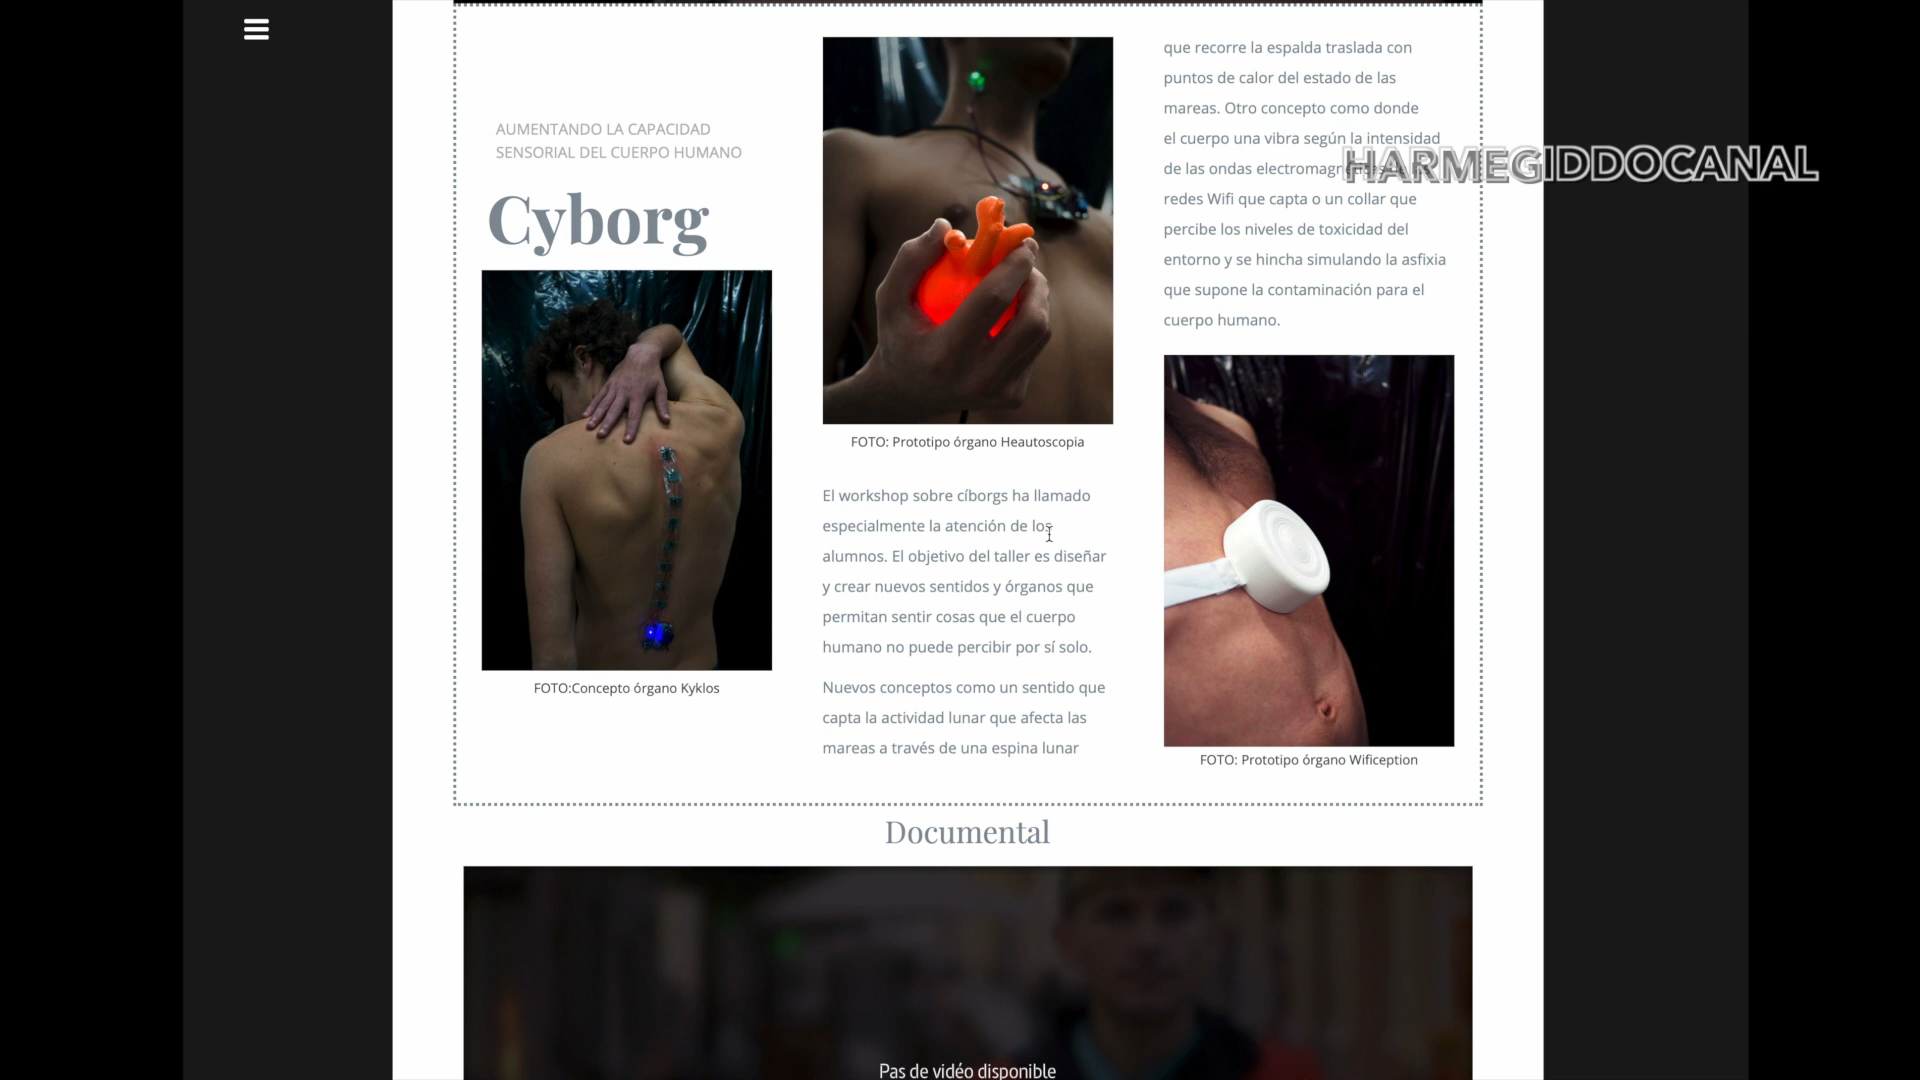 AUMENTANDO LA CAPACIDAD
SENSORIAL DEL CUERPO HUMANO
Cyborg
FOTO:Concepto órgano Kyklos
FOTO: Prototipo órgano Heautoscopia
El workshop sobre cíborgs ha llamado
especialmente la atención de los
alumnos. El objetivo del taller es diseñar
y crear nuevos sentidos y órganos que
permitan sentir cosas que el cuerpo
humano no puede percibir por sí solo.
Nuevos conceptos como un sentido que
capta la actividad lunar que afecta las
mareas a través de una espina lunar
que recorre la espalda traslada con
puntos de calor del estado de las
mareas. Otro concepto como donde
el cuerpo una vibra según la intensidad
de las ondas
redes Wifi que capta o un collar que
percibe los niveles de toxicidad del
entorno y se hincha simulando la asfixia
que supone la contaminación para el
cuerpo humano.
HARMEGIDDOCANAL
FOTO: Prototipo órgano Wifiception
Documental
Pas de vidéo disponible